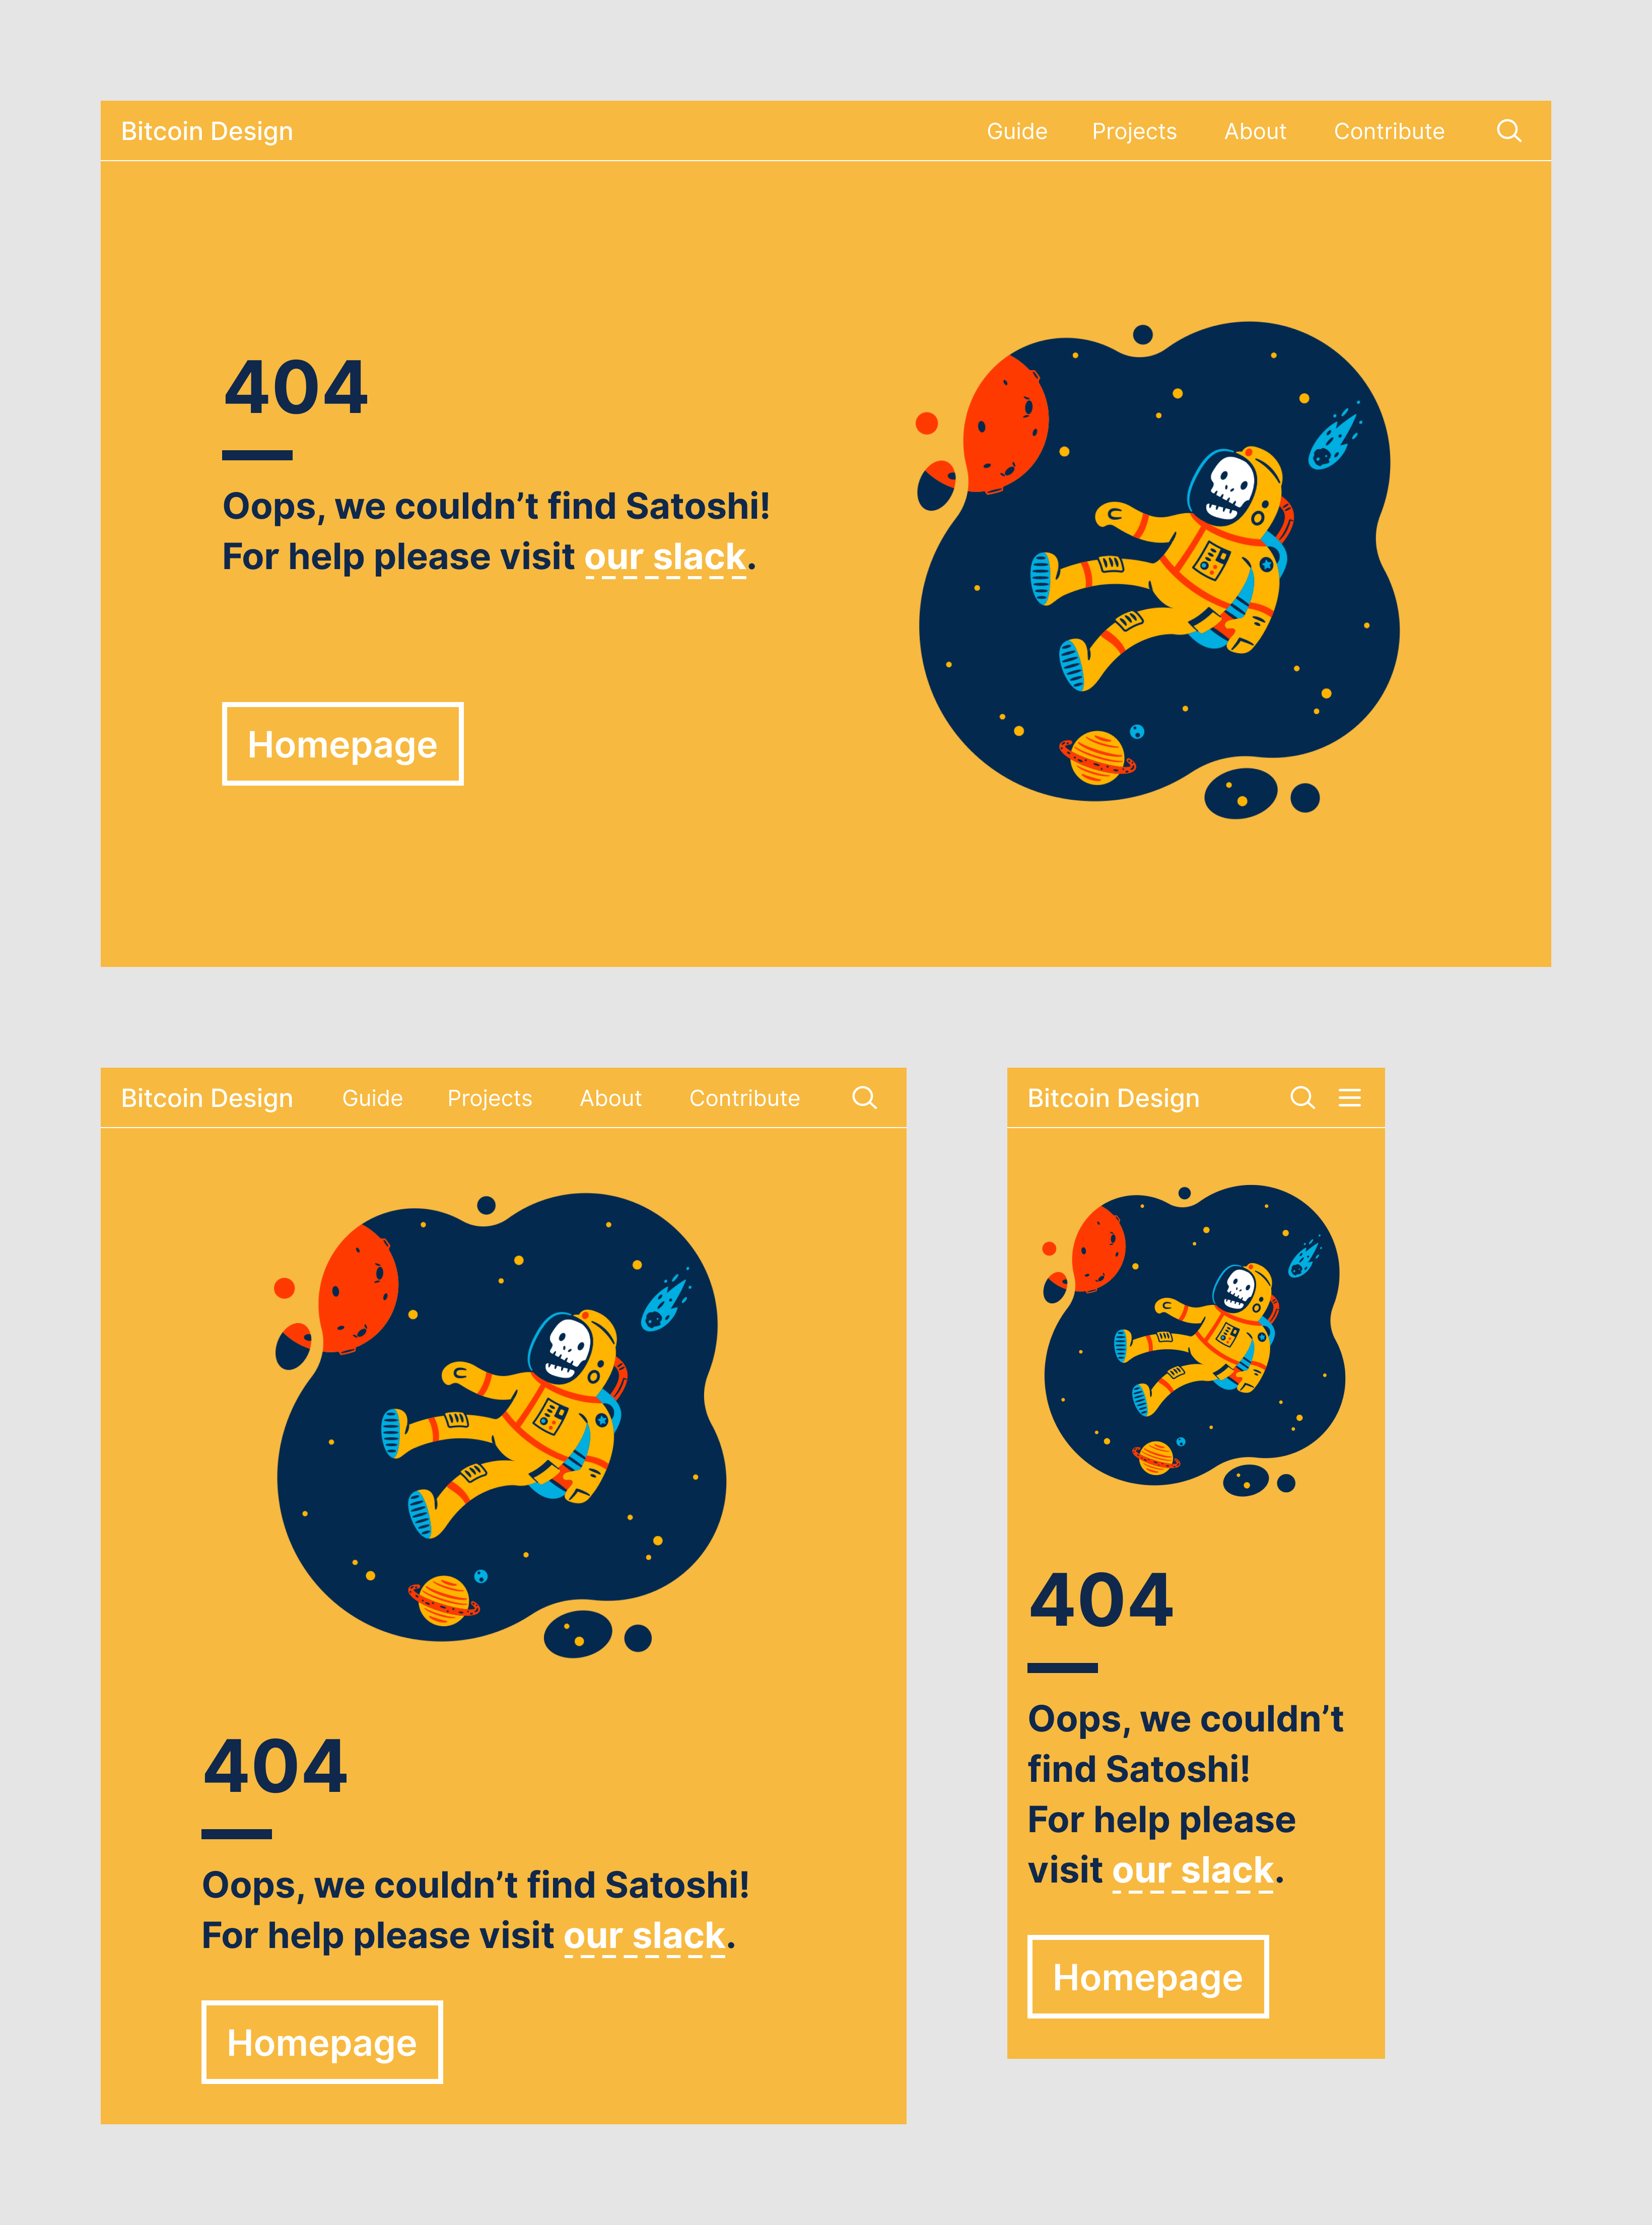 Bitcoin Design
Guide Projects About Contribute
404
Oops, we couldn’t find Satoshi!
For help please visit our slack.
Homepage
Bitcoin Design Guide Projects About Contribute
404
Oops, we couldn’t find Satoshi!
For help please visit our slack.
Homepage
Bitcoin Design
404
Oops, we couldn’t
find Satoshi!
For help please
visit our slack.
Homepage